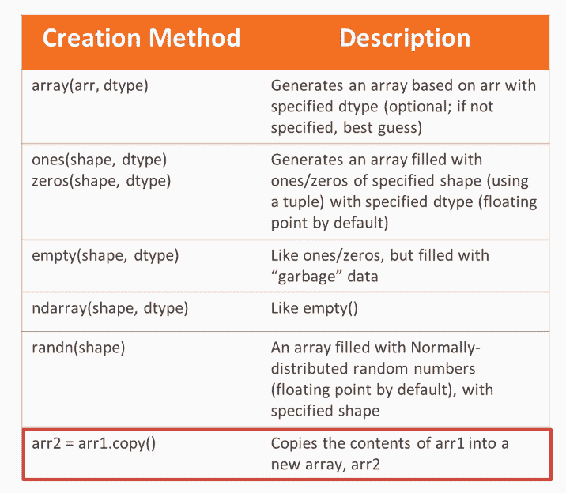 Creation Method Description
array(arr, dtype) Generates an array based on arr with
specified dtype (optional; if not
specified, best guess)
ones(shape, dtype) Generates an array filled with
zeros(shape, dtype) ones/zeros of specified shape (using
a tuple) with specified dtype (floating
point by default)
empty(shape, dtype) Like ones/zeros, but filled with
“garbage” data
ndarray(shape, dtype) Like empty()
randn(shape) An array filled with Normally-
distributed random numbers
(floating point by default), with
specified shape
arr2 = arr1.copy() Copies the contents of arr1 into a
new array, arr2